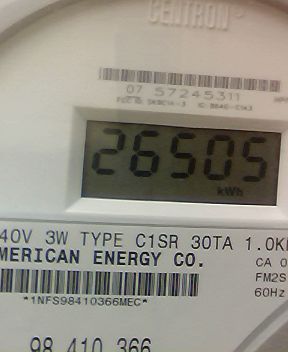 CENTRON®
07 57245311
26505
kWh
40V 3W TYPE C1SR 30TA 1.0K
MERICAN ENERGY CO.
CA 0
FM2S
60Hz
*1NFS98410366MEC*
98 410 366